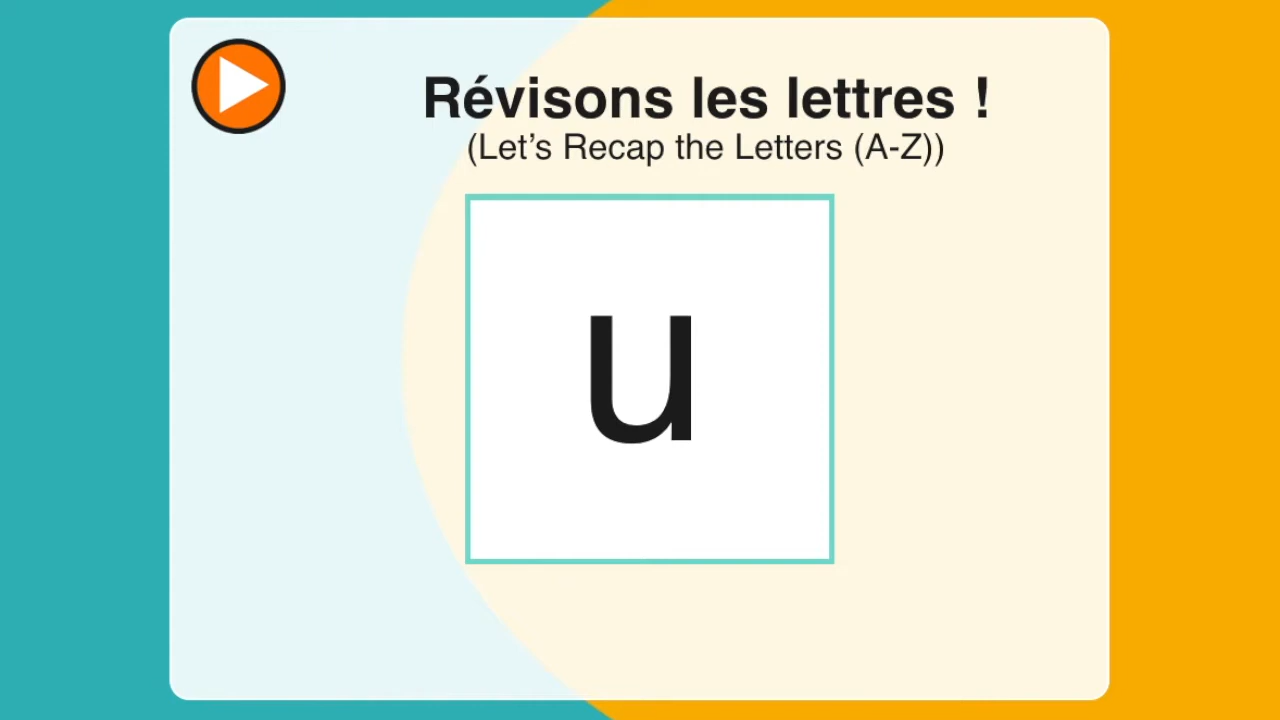 Révisons les lettres !
(Let’s Recap the Letters (A-Z))
u